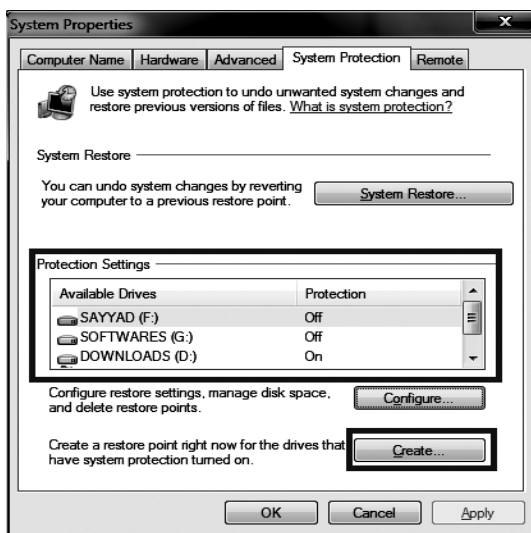 System Properties
x
Computer Name Hardware Advanced System Protection Remote
Use system protection to undo unwanted system changes and
restore previous versions of files. What is system protection?
System Restore
You can undo system changes by reverting
your computer to a previous restore point.
System Restore...
Protection Settings
Available Drives Protection
SAYYAD (F:) Off
SOFTWARES (G:) Off
DOWNLOADS (D:) On
Configure restore settings, manage disk space,
and delete restore points.
Configure...
Create a restore point right now for the drives that
have system protection turned on.
Create...
OK Cancel Apply